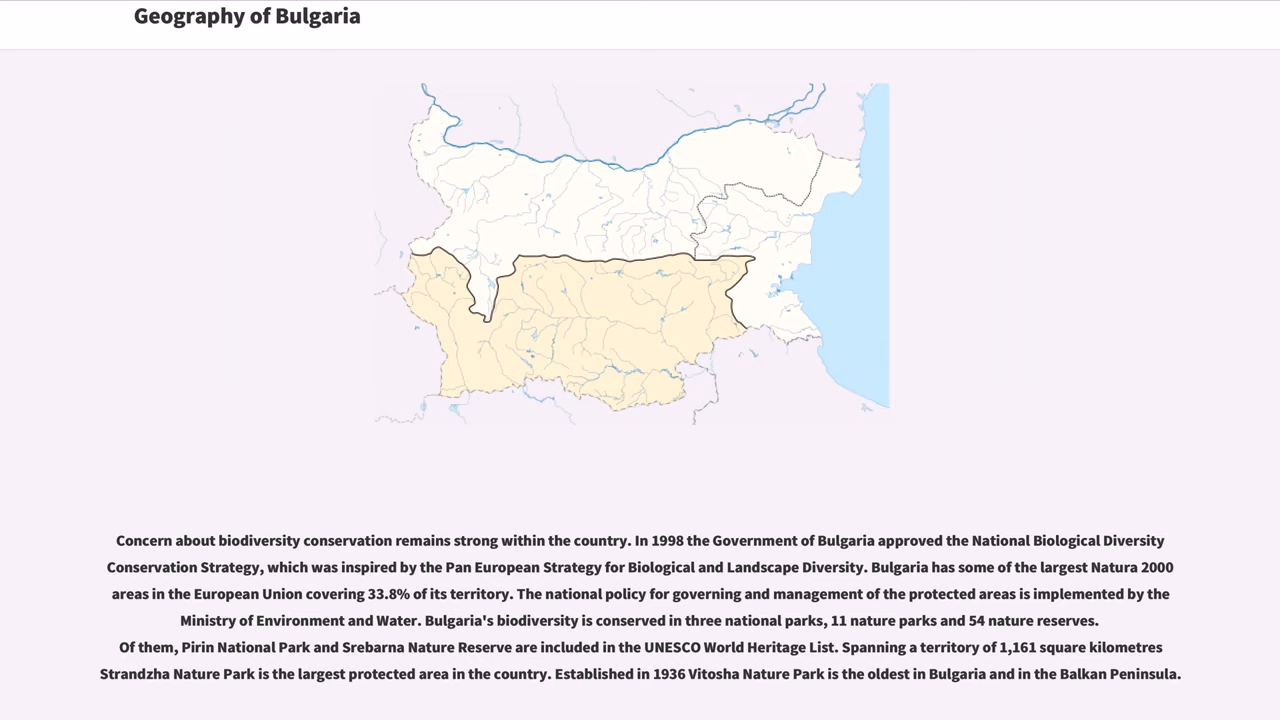 Geography of Bulgaria
Concern about biodiversity conservation remains strong within the country. In 1998 the Government of Bulgaria approved the National Biological Diversity
Conservation Strategy, which was inspired by the Pan European Strategy for Biological and Landscape Diversity. Bulgaria has some of the largest Natura 2000
areas in the European Union covering 33.8% of its territory. The national policy for governing and management of the protected areas is implemented by the
Ministry of Environment and Water. Bulgaria's biodiversity is conserved in three national parks, 11 nature parks and 54 nature reserves.
Of them, Pirin National Park and Srebarna Nature Reserve are included in the UNESCO World Heritage List. Spanning a territory of 1,161 square kilometres
Strandzha Nature Park is the largest protected area in the country. Established in 1936 Vitosha Nature Park is the oldest in Bulgaria and in the Balkan Peninsula.